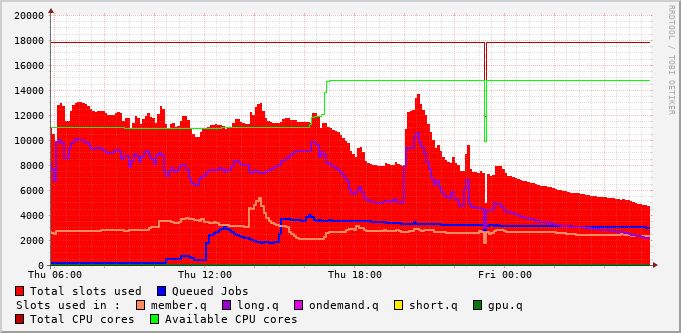 20000
18000
16000
14000
12000
10000
8000
6000
4000
2000
0
Thu 06:00 Thu 12:00 Thu 18:00 Fri 00:00
RRDTOOL / TOBI OETIKER
Total slots used Queued Jobs
Slots used in : member.q long.q ondemand.q short.q gpu.q
Total CPU cores Available CPU cores